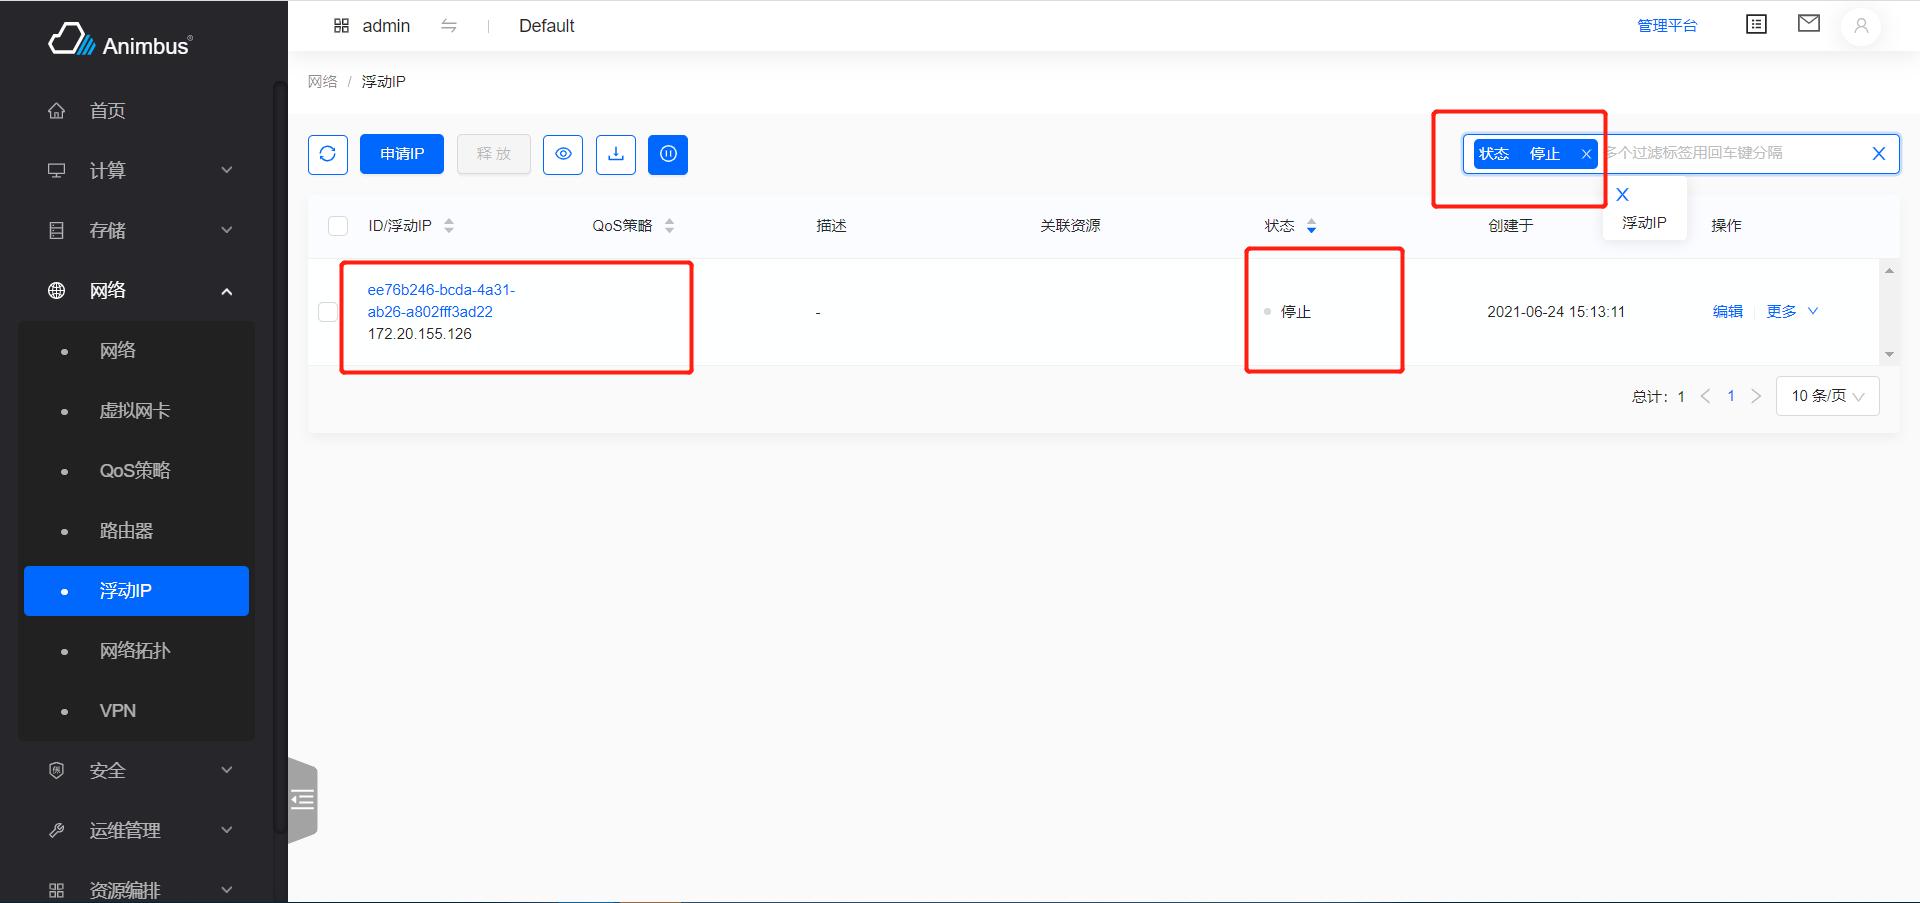 Animbus®
首页
计算
存储
网络
网络
虚拟网卡
QoS策略
路由器
浮动IP
网络拓扑
VPN
安全
运维管理
资源编排
admin
Default
管理平台
网络 / 浮动IP
申请IP
释 放
状态 停止
多个过滤标签用回车键分隔
浮动IP
ID/浮动IP
QoS策略
描述
关联资源
状态
创建于
操作
ee76b246-bcda-4a31-
ab26-a802fff3ad22
172.20.155.126
-
停止
2021-06-24 15:13:11
编辑
更多
总计：1
1
10 条/页